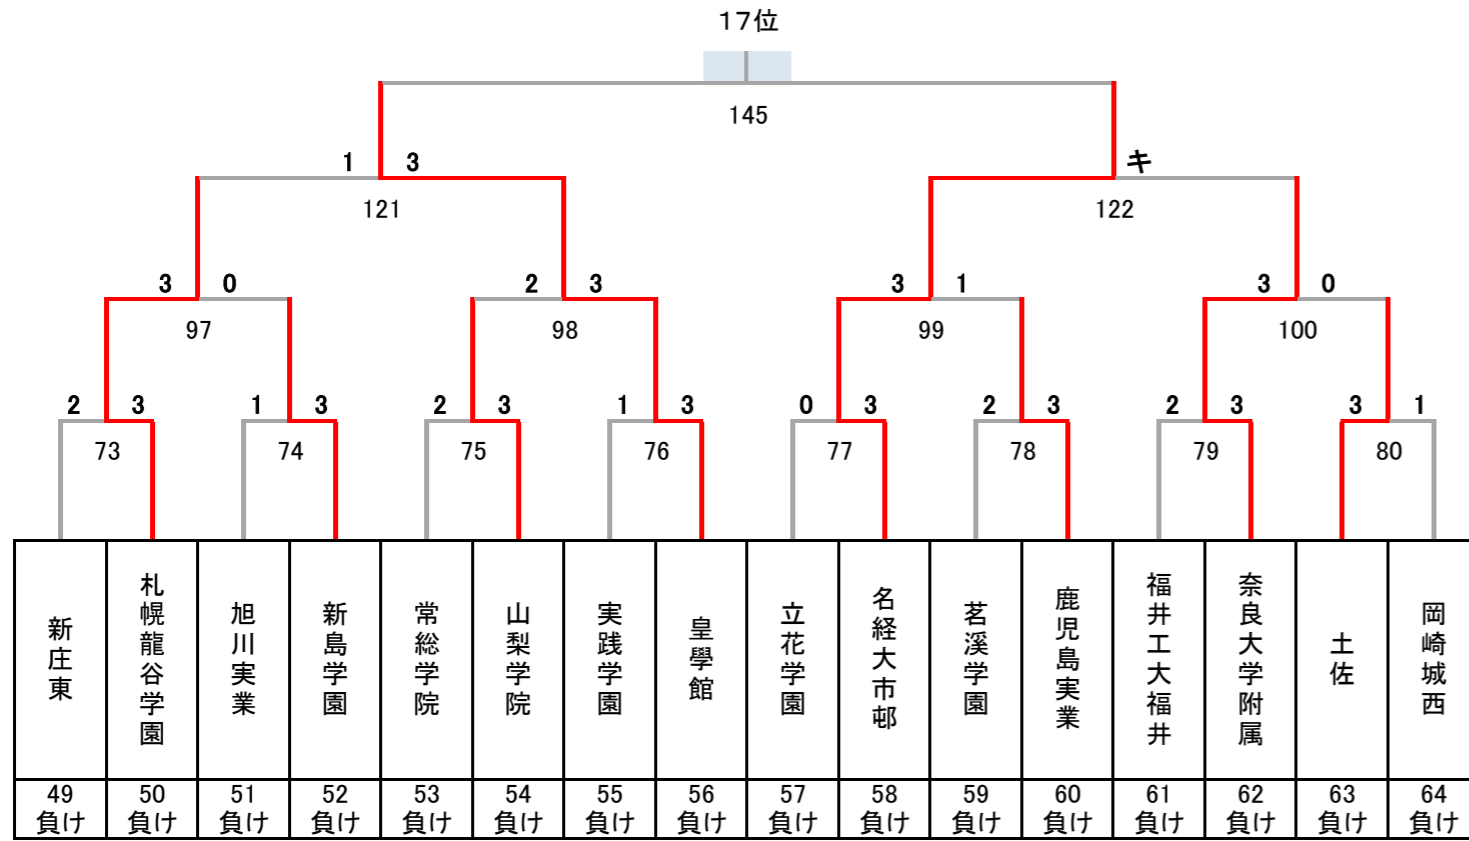 17位
145
1 3 キ
121 122
3 0 2 3 3 1 3 0
97 98 99 100
2 3 1 3 2 3 1 3 0 3 2 3 2 3 3 1
73 74 75 76 77 78 79 80
新庄東
札幌龍谷学園
旭川実業
新島学園
常総学院
山梨学院
実践学園
皇學館
立花学園
名経大市邨
茗溪学園
鹿児島実業
福井工大福井
奈良大学附属
土佐
岡崎城西
49 50 51 52 53 54 55 56 57 58 59 60 61 62 63 64
負け 負け 負け 負け 負け 負け 負け 負け 負け 負け 負け 負け 負け 負け 負け 負け